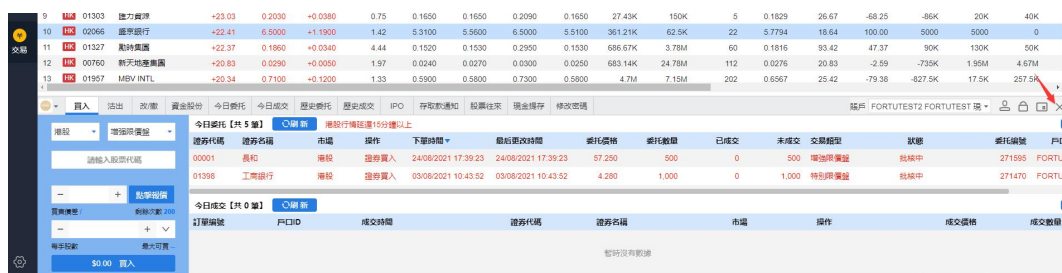 9 HK 01303 匯力資源 +23.03 0.2030 +0.0380 0.75 0.1650 0.1650 0.2090 0.1650 27.43K 150K 5 0.1829 26.67 -68.25 -86K 20K 40K
10 HK 02066 盛京銀行 +22.41 6.5000 +1.1900 1.42 5.3100 5.5600 6.5000 5.5100 361.21K 62.5K 22 5.7794 18.64 100.00 5000 5000 0
11 HK 01327 勵時集團 +22.37 0.1860 +0.0340 4.44 0.1520 0.1530 0.2950 0.1530 686.67K 3.78M 60 0.1816 93.42 47.37 90K 130K 50K
12 HK 00760 新天地產集團 +20.83 0.0290 +0.0050 1.97 0.0240 0.0270 0.0300 0.0250 683.14K 24.78M 112 0.0276 20.83 -2.59 -735K 1.95M 4.67M
13 HK 01957 MBV INTL +20.34 0.7100 +0.1200 1.33 0.5900 0.5800 0.7300 0.5800 4.7M 7.15M 202 0.6567 25.42 -79.38 -827.5K 17.5K 257.5K
交易
買入 沽出 改/撤 資金股份 今日委托 今日成交 歷史委托 歷史成交 IPO 存取款通知 股票往來 現金提存 修改密碼 賬戶 FORTUTEST2 FORTUTEST 現
港股 增強限價盤
請輸入股票代碼
− + 點擊報價
買賣價差 / 剩餘次數 200
− +
每手股數 最大可買 --
$0.00 買入
今日委托【共 5 筆】 刷新 港股行情延遲15分鐘以上
證券代碼 證券名稱 市場 操作 下單時間 最后更改時間 委托價格 委托數量 已成交 未成交 交易類型 狀態 委托編號
00001 長和 港股 證券買入 24/08/2021 17:39:23 24/08/2021 17:39:23 57.250 500 0 500 增強限價盤 批核中 271595 FORTU
01398 工商銀行 港股 證券買入 03/08/2021 10:43:52 03/08/2021 10:43:52 4.280 1,000 0 1,000 特別限價盤 批核中 271470 FORTU
今日成交【共 0 筆】 刷新
訂單編號 戶口ID 成交時間 證券代碼 證券名稱 市場 操作 成交價格 成交數量
暫時沒有數據